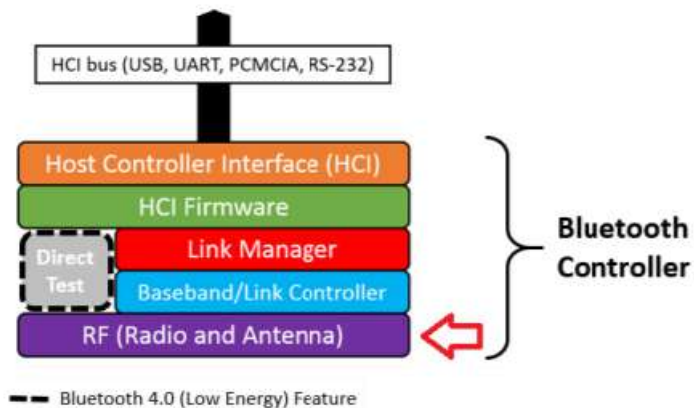 HCI bus (USB, UART, PCMCIA, RS-232)
Host Controller Interface (HCI)
HCI Firmware
Direct
Test
Link Manager
Baseband/Link Controller
RF (Radio and Antenna)
Bluetooth
Controller
Bluetooth 4.0 (Low Energy) Feature